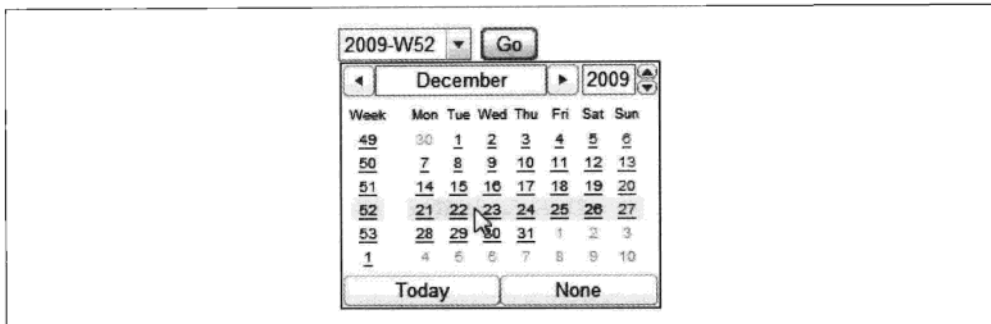 2009-W52 Go
December 2009
Week Mon Tue Wed Thu Fri Sat Sun
49 30 1 2 3 4 5 6
50 7 8 9 10 11 12 13
51 14 15 16 17 18 19 20
52 21 22 23 24 25 26 27
53 28 29 30 31 1 2 3
1 4 5 6 7 8 9 10
Today None